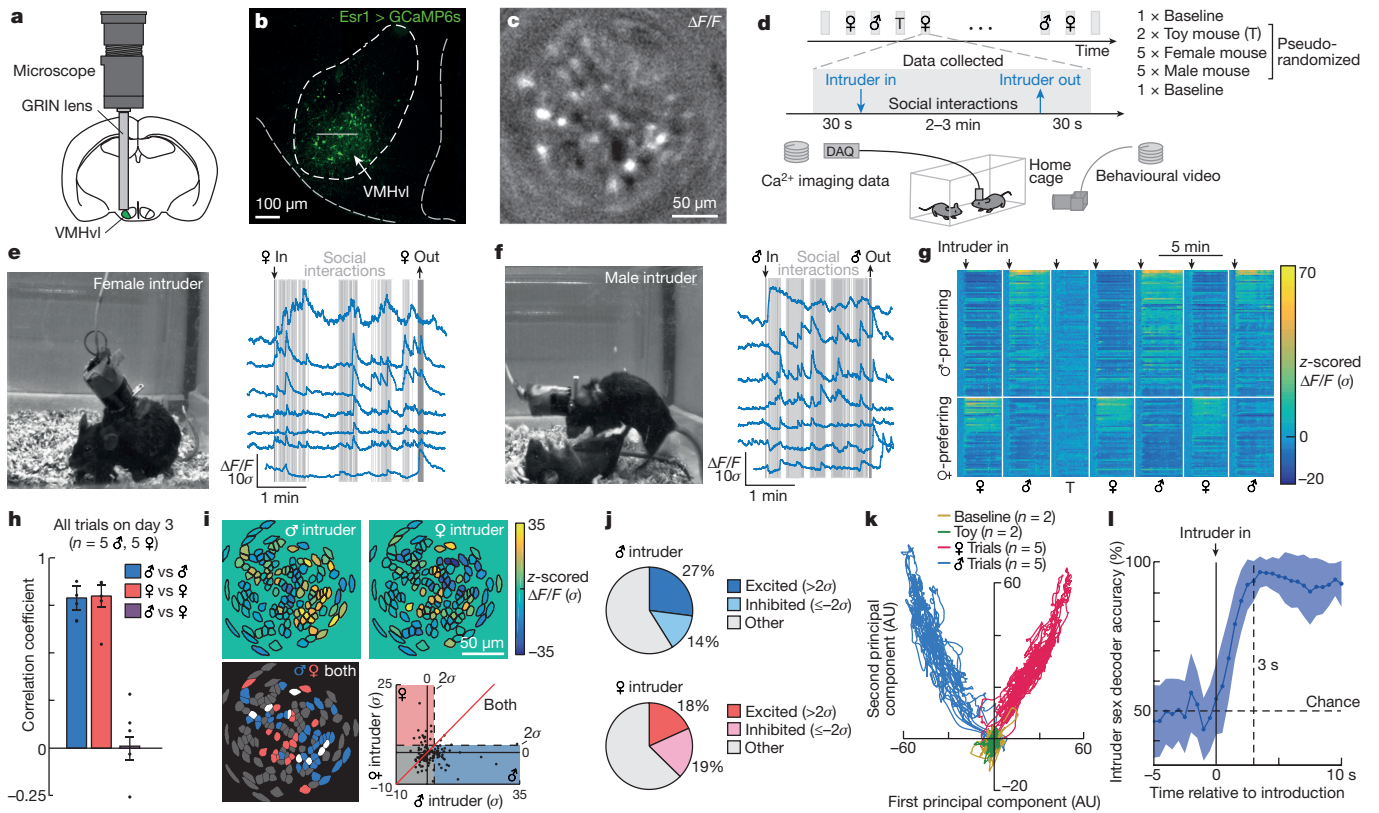 a
Microscope
GRIN lens
VMHvl
b
Esr1 > GCaMP6s
VMHvl
100 μm
c
ΔF/F
50 μm
d
♀ ♂ T ♀ ... ♂ ♀
Time
Data collected
Intruder in
Intruder out
Social interactions
30 s
2–3 min
30 s
1 × Baseline
2 × Toy mouse (T)
5 × Female mouse
5 × Male mouse
1 × Baseline
Pseudo-
randomized
DAQ
Ca²⁺ imaging data
Home
cage
Behavioural video
e
Female intruder
♀ In
Social
interactions
♀ Out
ΔF/F
10σ
1 min
f
Male intruder
♂ In
Social
interactions
♂ Out
ΔF/F
10σ
1 min
g
Intruder in
5 min
♂-preferring
♀-preferring
♀ ♂ T ♀ ♂ ♀ ♂
70
z-scored
ΔF/F (σ)
0
−20
h
All trials on day 3
(n = 5 ♂, 5 ♀)
Correlation coefficient
1
0
−0.25
♂ vs ♂
♀ vs ♀
♂ vs ♀
i
♂ intruder
♀ intruder
50 μm
35
z-scored
ΔF/F (σ)
−35
♂ ♀ both
25
0
2σ
♀
Both
2σ
0
♂
−10
−10
35
♀ intruder (σ)
♂ intruder (σ)
j
♂ intruder
27%
14%
Excited (>2σ)
Inhibited (≤−2σ)
Other
♀ intruder
18%
19%
Excited (>2σ)
Inhibited (≤−2σ)
Other
k
Baseline (n = 2)
Toy (n = 2)
♀ Trials (n = 5)
♂ Trials (n = 5)
60
Second principal
component (AU)
−60
60
−20
First principal component (AU)
l
Intruder in
Intruder sex decoder accuracy (%)
100
50
3 s
Chance
−5
0
10 s
Time relative to introduction